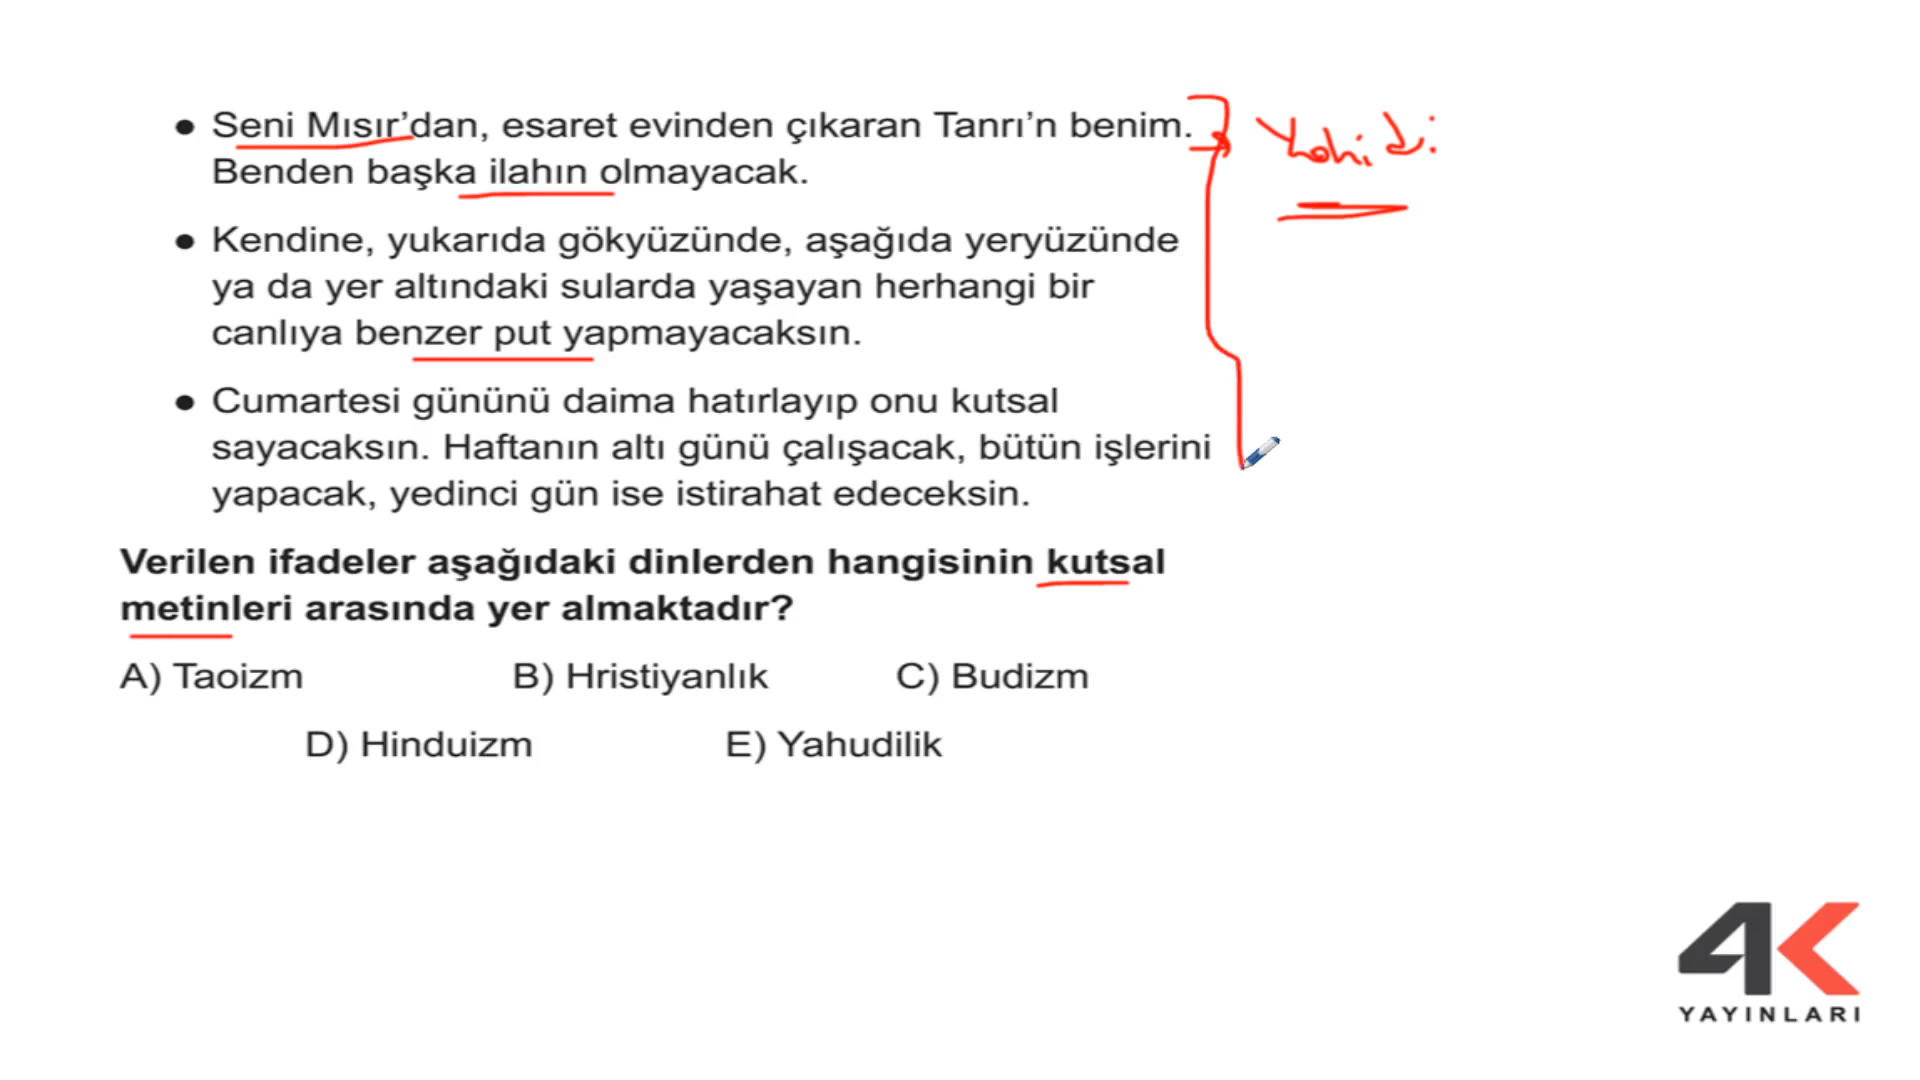 ● Seni Mısır’dan, esaret evinden çıkaran Tanrı’n benim.
Benden başka ilahın olmayacak.
● Kendine, yukarıda gökyüzünde, aşağıda yeryüzünde
ya da yer altındaki sularda yaşayan herhangi bir
canlıya benzer put yapmayacaksın.
● Cumartesi gününü daima hatırlayıp onu kutsal
sayacaksın. Haftanın altı günü çalışacak, bütün işlerini
yapacak, yedinci gün ise istirahat edeceksin.
Verilen ifadeler aşağıdaki dinlerden hangisinin kutsal
metinleri arasında yer almaktadır?
A) Taoizm B) Hristiyanlık C) Budizm
D) Hinduizm E) Yahudilik
4K
YAYINLARI